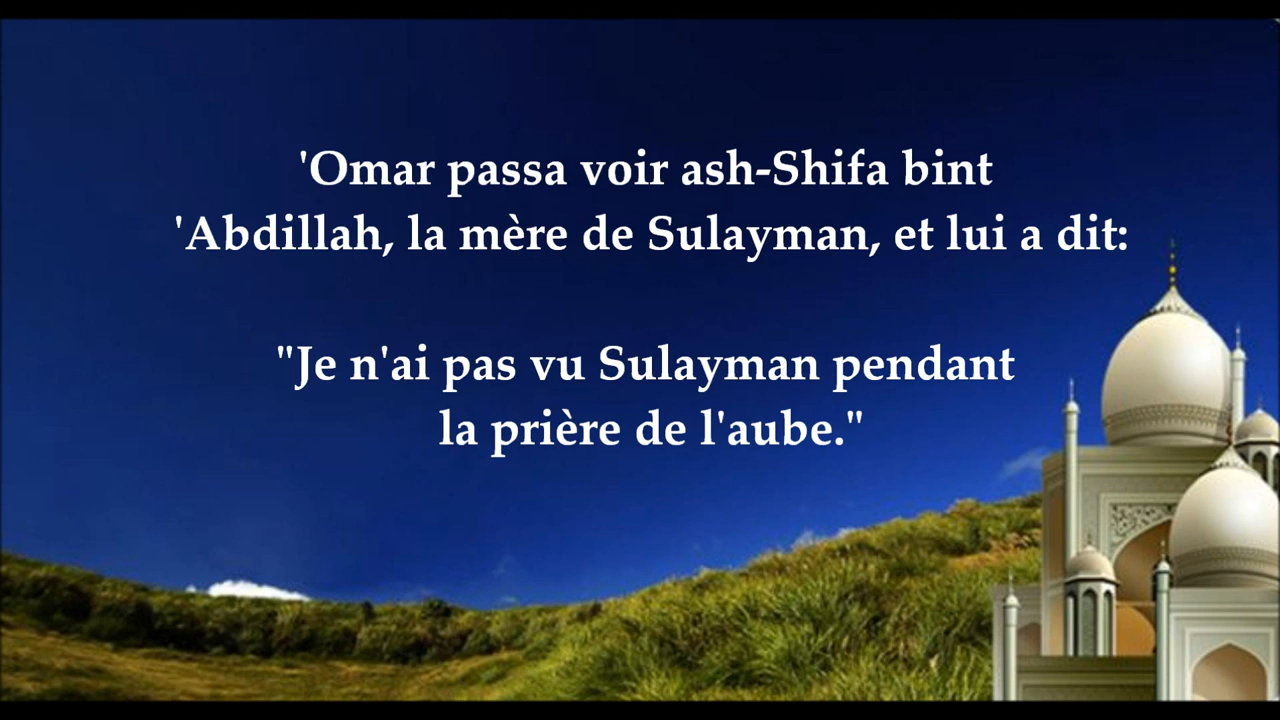 'Omar passa voir ash-Shifa bint
'Abdillah, la mère de Sulayman, et lui a dit:
"Je n'ai pas vu Sulayman pendant
la prière de l'aube."